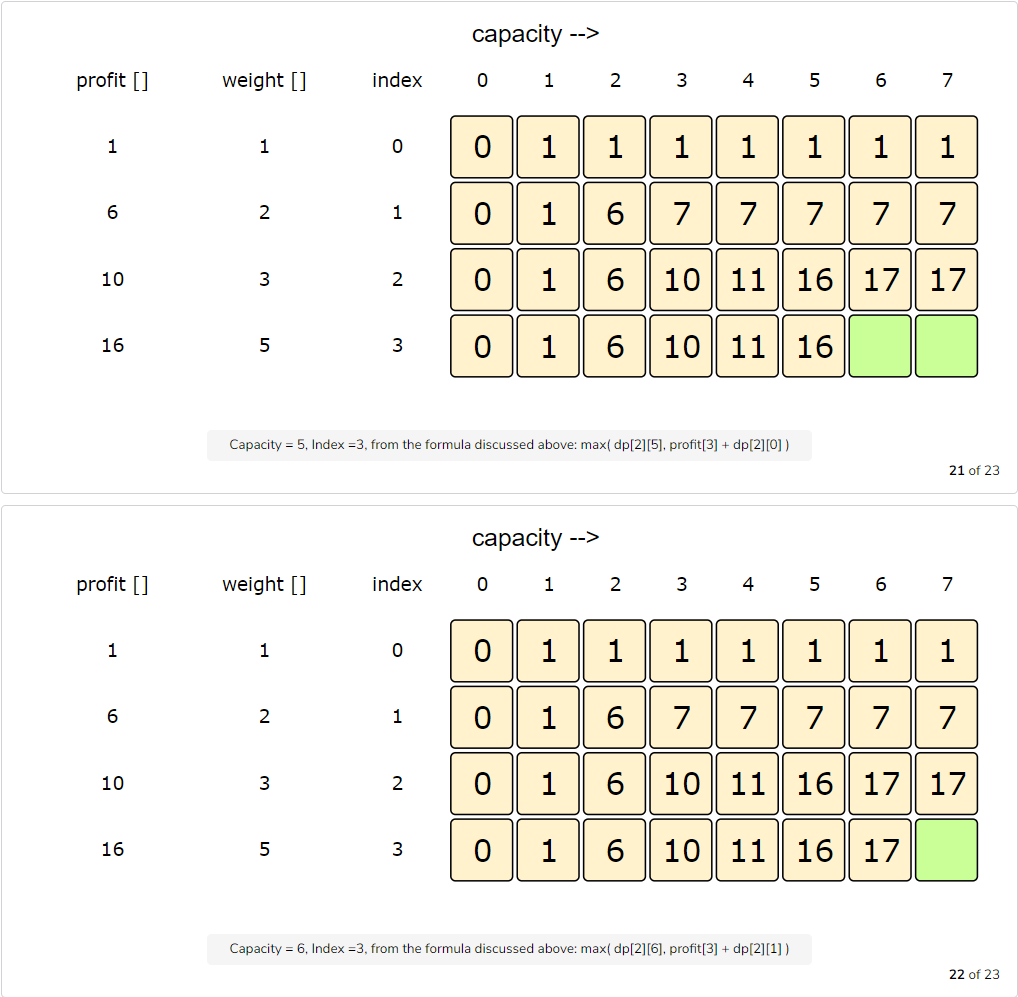 capacity -->
profit [] weight [] index 0 1 2 3 4 5 6 7
1 1 0 0 1 1 1 1 1 1 1
6 2 1 0 1 6 7 7 7 7 7
10 3 2 0 1 6 10 11 16 17 17
16 5 3 0 1 6 10 11 16
Capacity = 5, Index =3, from the formula discussed above: max( dp[2][5], profit[3] + dp[2][0] )
21 of 23
capacity -->
profit [] weight [] index 0 1 2 3 4 5 6 7
1 1 0 0 1 1 1 1 1 1 1
6 2 1 0 1 6 7 7 7 7 7
10 3 2 0 1 6 10 11 16 17 17
16 5 3 0 1 6 10 11 16 17
Capacity = 6, Index =3, from the formula discussed above: max( dp[2][6], profit[3] + dp[2][1] )
22 of 23